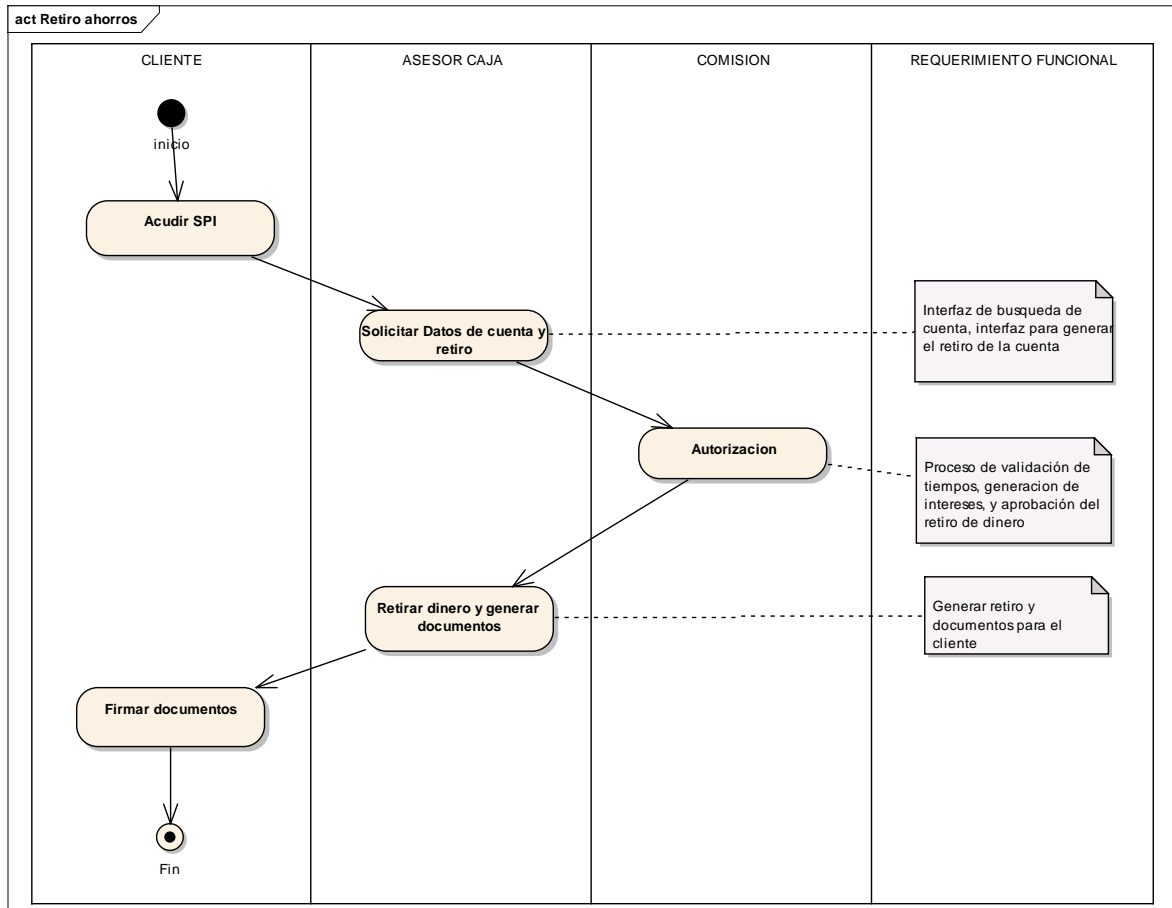 act Retiro ahorros
CLIENTE
ASESOR CAJA
COMISION
REQUERIMIENTO FUNCIONAL
inicio
Acudir SPI
Solicitar Datos de cuenta y
retiro
Interfaz de busqueda de
cuenta, interfaz para generar
el retiro de la cuenta
Autorizacion
Proceso de validación de
tiempos, generacion de
intereses, y aprobación del
retiro de dinero
Retirar dinero y generar
documentos
Generar retiro y
documentos para el
cliente
Firmar documentos
Fin